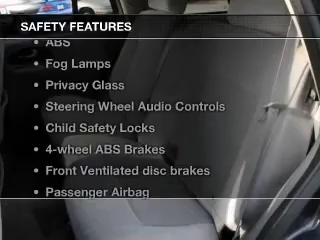 SAFETY FEATURES
• ABS
• Fog Lamps
• Privacy Glass
• Steering Wheel Audio Controls
• Child Safety Locks
• 4-wheel ABS Brakes
• Front Ventilated disc brakes
• Passenger Airbag